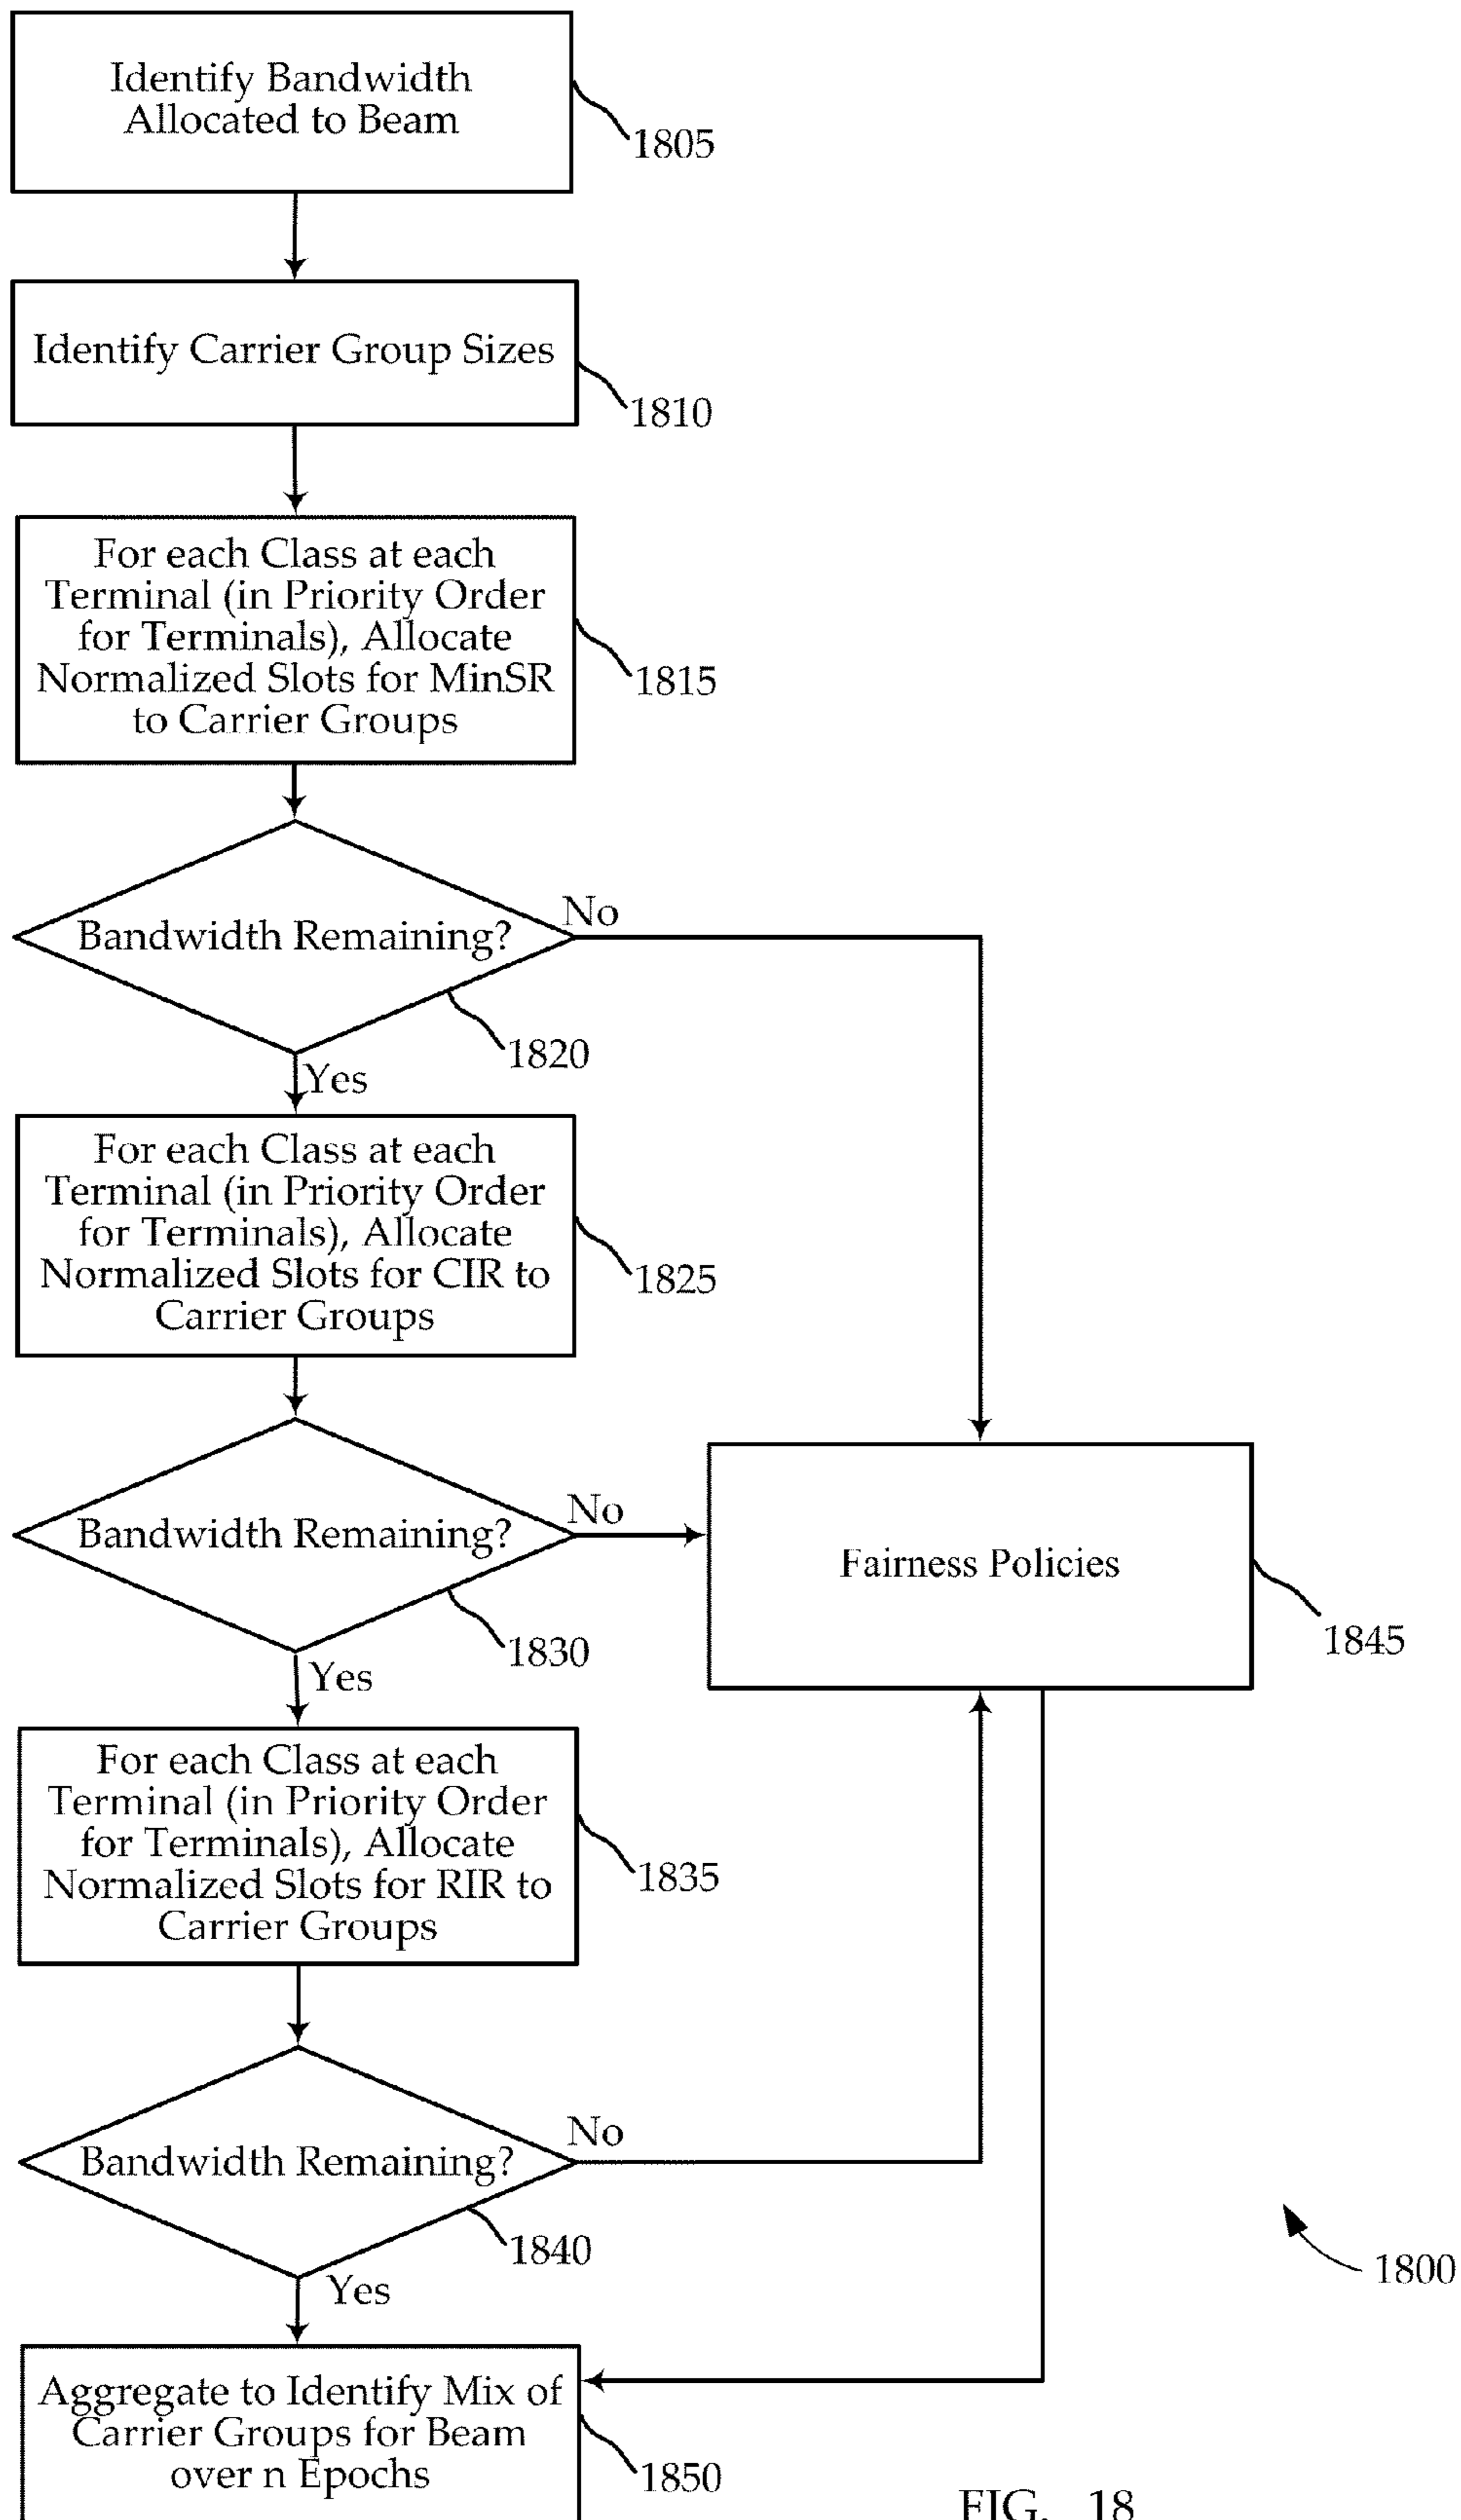 Identify Bandwidth
Allocated to Beam
1805
Identify Carrier Group Sizes
1810
For each Class at each
Terminal (in Priority Order
for Terminals), Allocate
Normalized Slots for MinSR
to Carrier Groups
1815
Bandwidth Remaining?
No
1820
Yes
For each Class at each
Terminal (in Priority Order
for Terminals), Allocate
Normalized Slots for CIR to
Carrier Groups
1825
Bandwidth Remaining?
No
1830
Yes
Fairness Policies
1845
For each Class at each
Terminal (in Priority Order
for Terminals), Allocate
Normalized Slots for RIR to
Carrier Groups
1835
Bandwidth Remaining?
No
1840
Yes
1800
Aggregate to Identify Mix of
Carrier Groups for Beam
over n Epochs
1850
FIG. 18